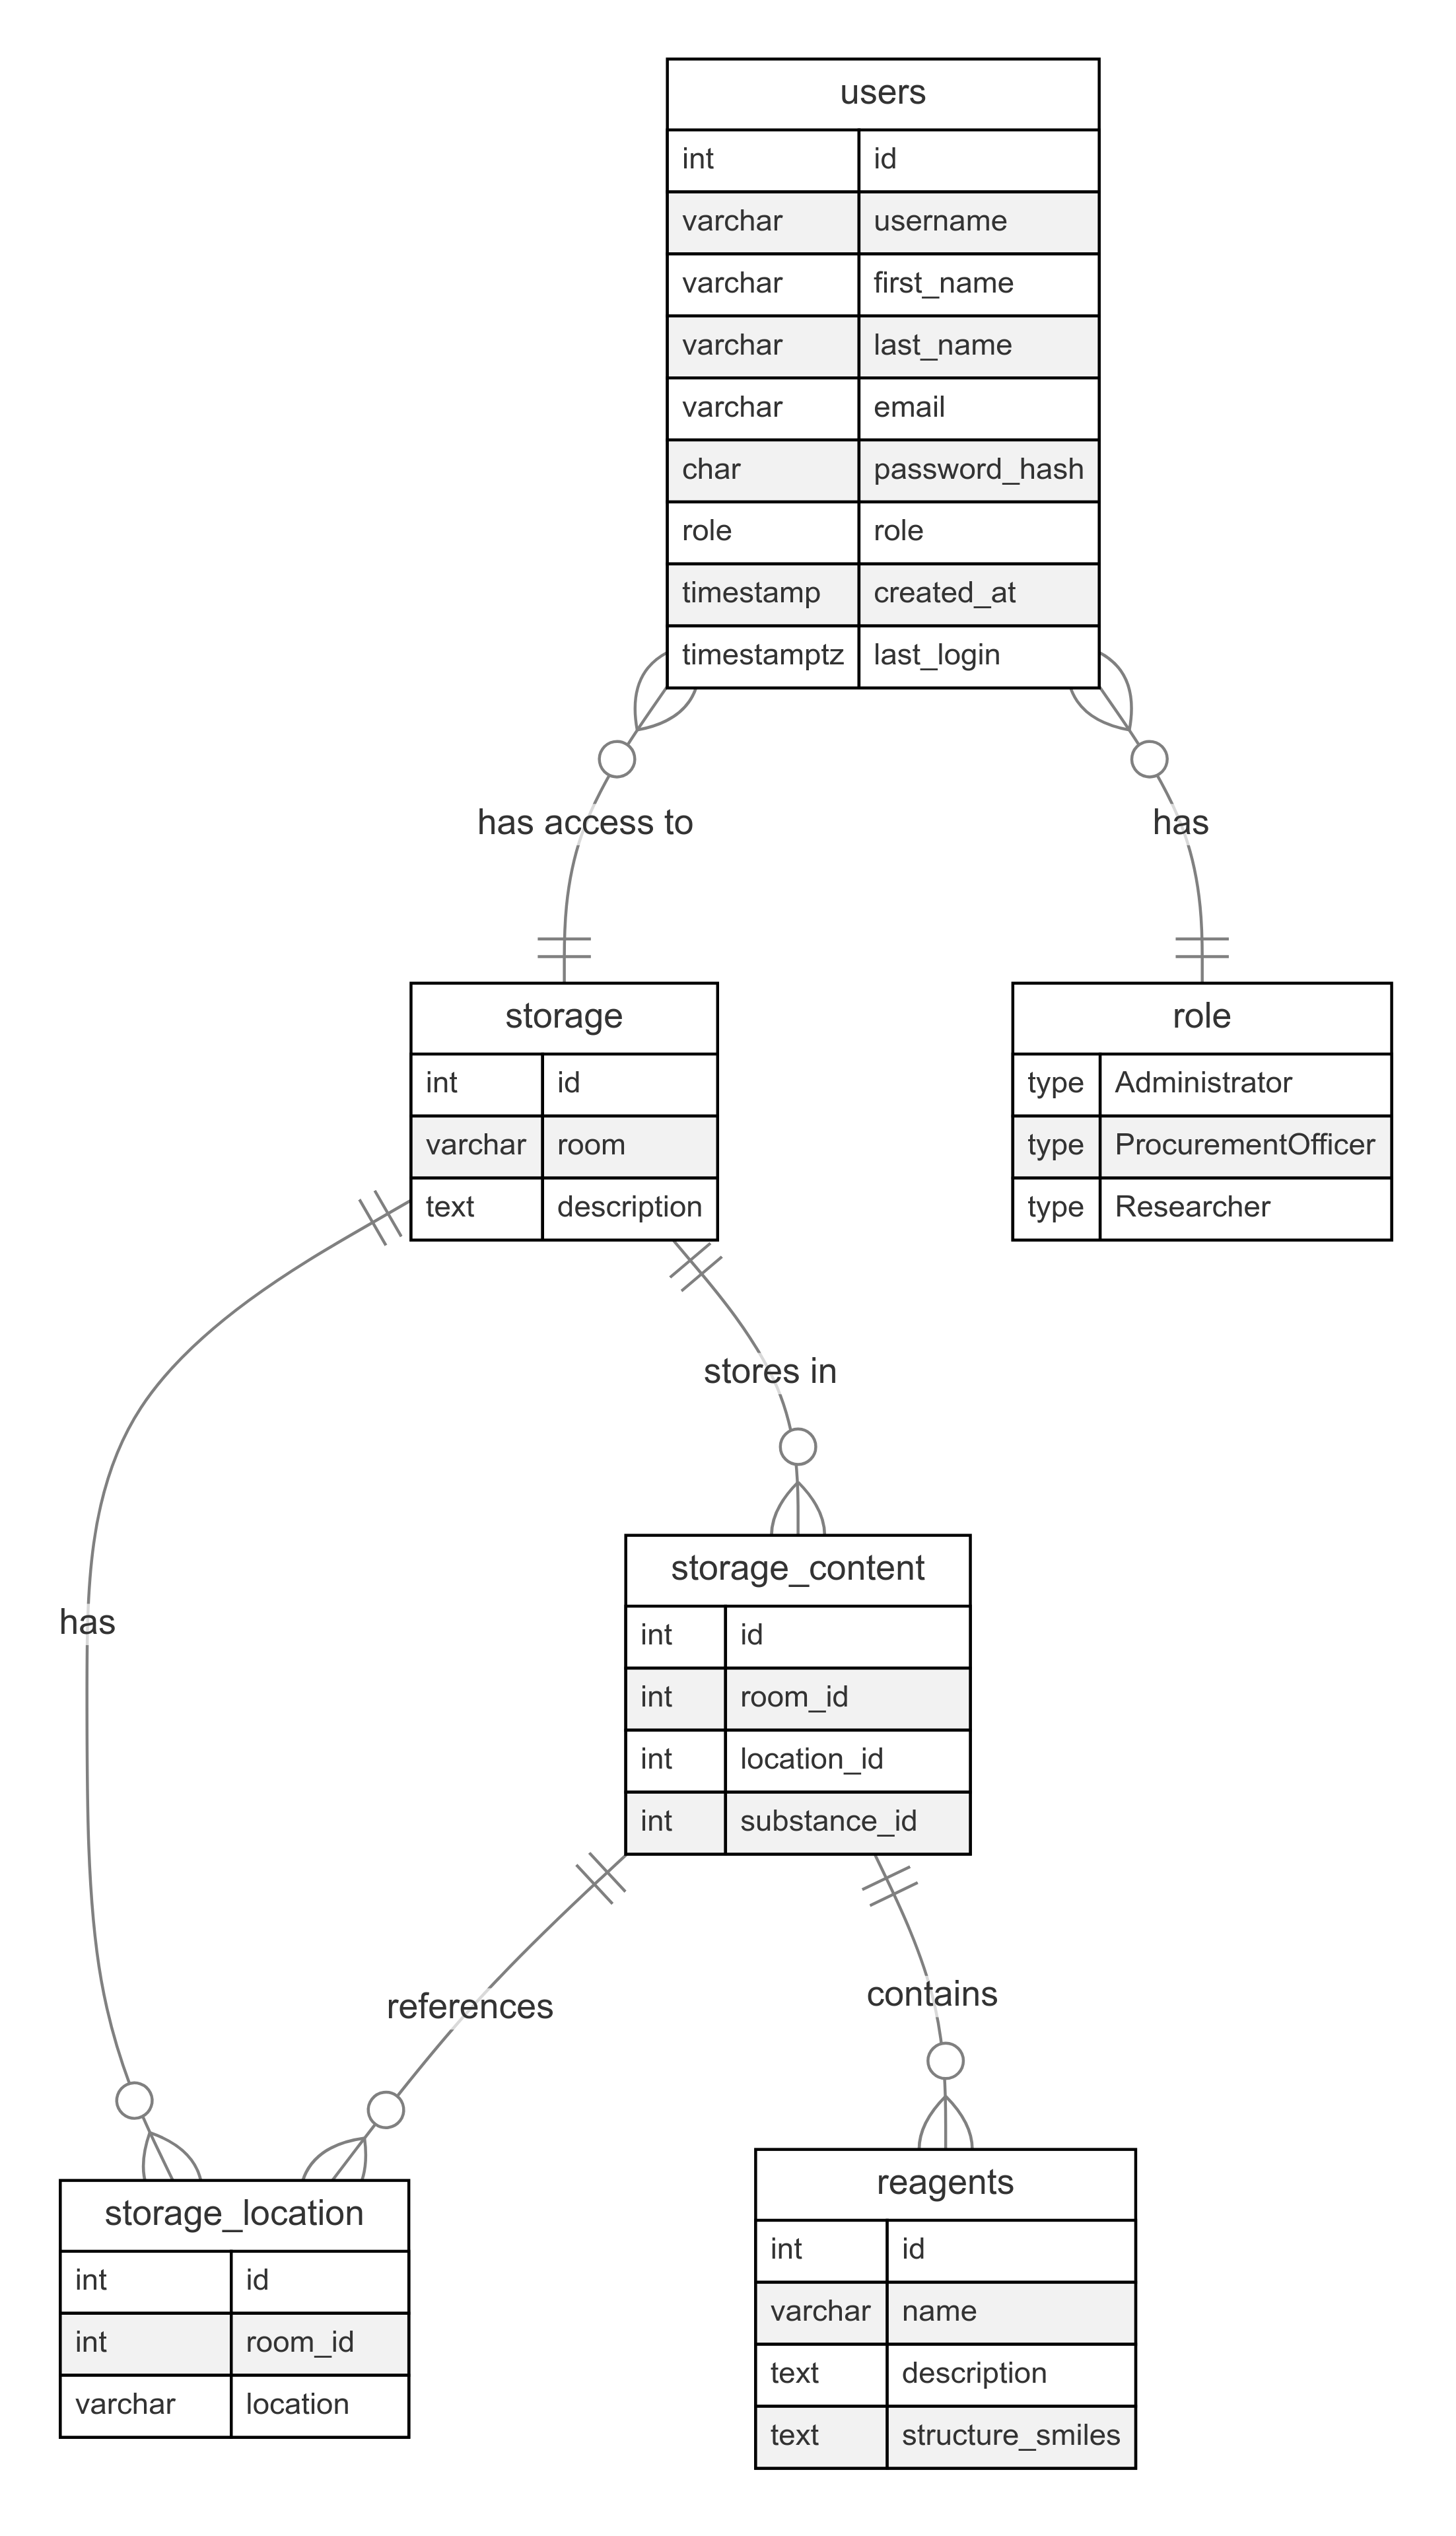 users
int id
varchar username
varchar first_name
varchar last_name
varchar email
char password_hash
role role
timestamp created_at
timestamptz last_login
has access to
has
storage
int id
varchar room
text description
role
type Administrator
type ProcurementOfficer
type Researcher
stores in
storage_content
int id
int room_id
int location_id
int substance_id
has
references
contains
storage_location
int id
int room_id
varchar location
reagents
int id
varchar name
text description
text structure_smiles